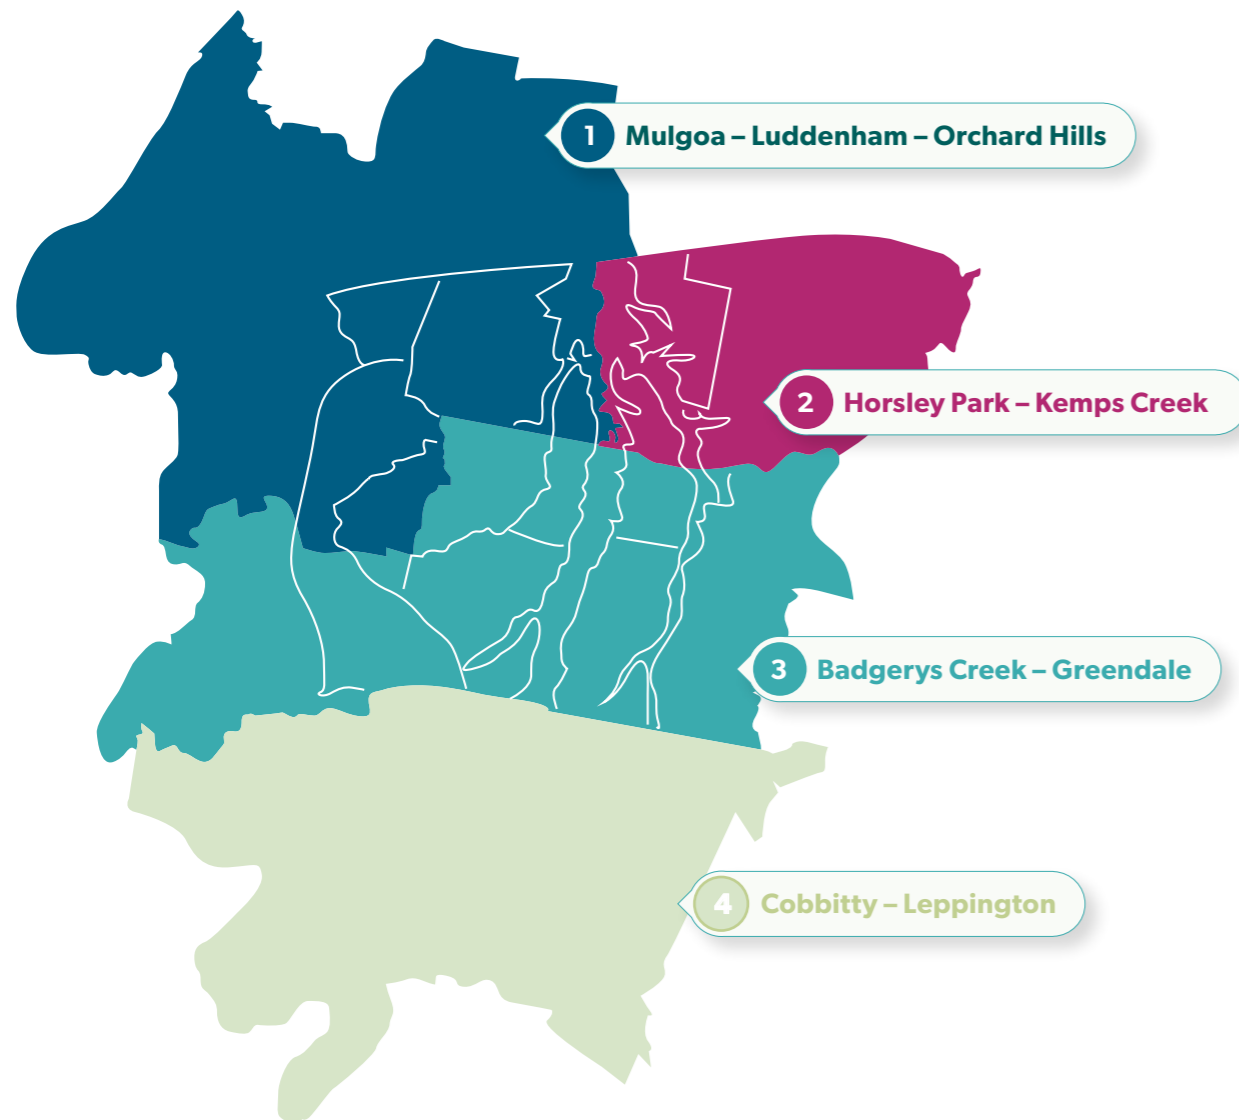 1 Mulgoa – Luddenham – Orchard Hills
2 Horsley Park – Kemps Creek
3 Badgerys Creek – Greendale
4 Cobbitty – Leppington